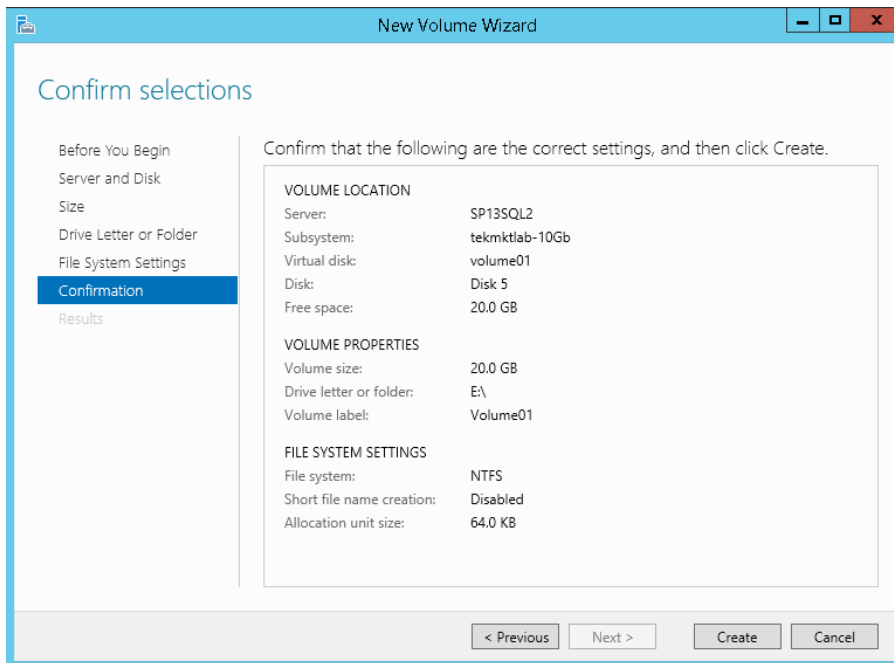 New Volume Wizard
Confirm selections
Before You Begin
Server and Disk
Size
Drive Letter or Folder
File System Settings
Confirmation
Results
Confirm that the following are the correct settings, and then click Create.
VOLUME LOCATION
Server: SP13SQL2
Subsystem: tekmktlab-10Gb
Virtual disk: volume01
Disk: Disk 5
Free space: 20.0 GB
VOLUME PROPERTIES
Volume size: 20.0 GB
Drive letter or folder: E:\
Volume label: Volume01
FILE SYSTEM SETTINGS
File system: NTFS
Short file name creation: Disabled
Allocation unit size: 64.0 KB
< Previous Next > Create Cancel